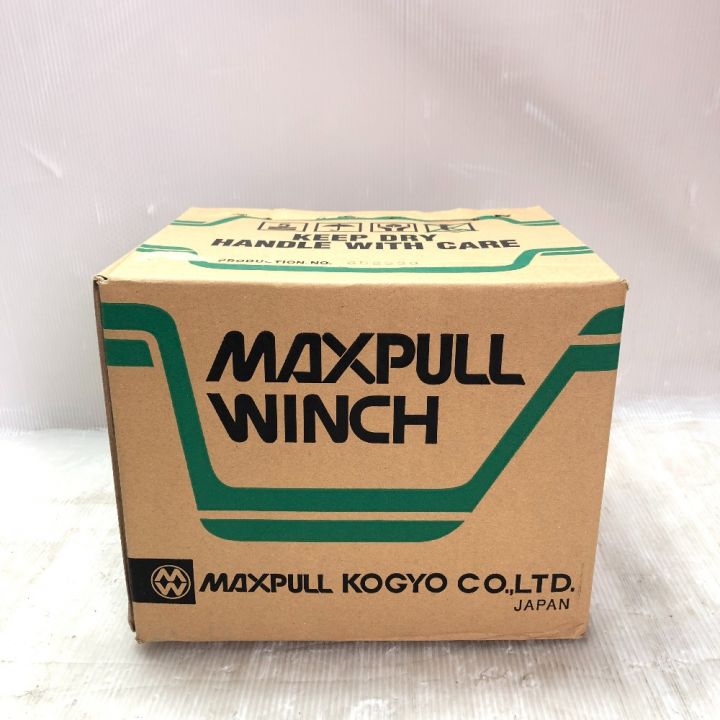 KEEP DRY
HANDLE WITH CARE
PRODUCTION NO.
MAXPULL
WINCH
MAXPULL KOGYO CO.,LTD.
JAPAN